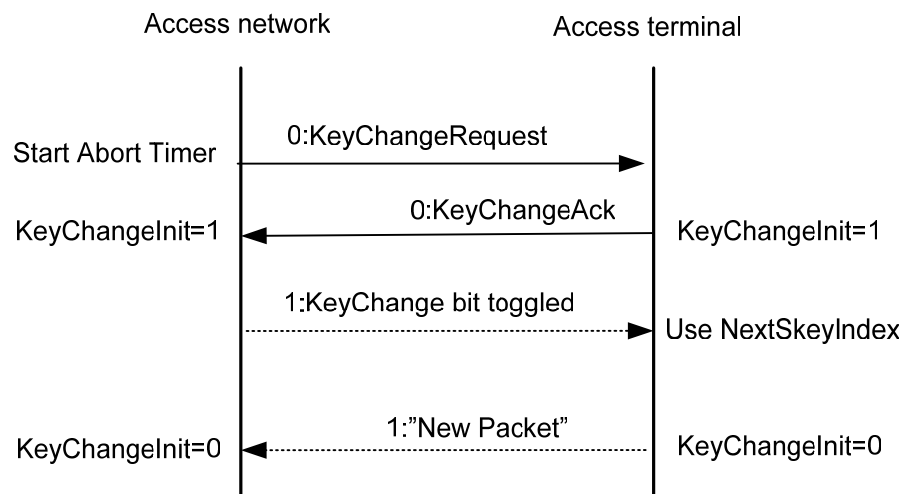 Access network
Access terminal
0:KeyChangeRequest
Start Abort Timer
0:KeyChangeAck
KeyChangeInit=1
KeyChangeInit=1
1:KeyChange bit toggled
Use NextSkeyIndex
1:”New Packet”
KeyChangeInit=0
KeyChangeInit=0